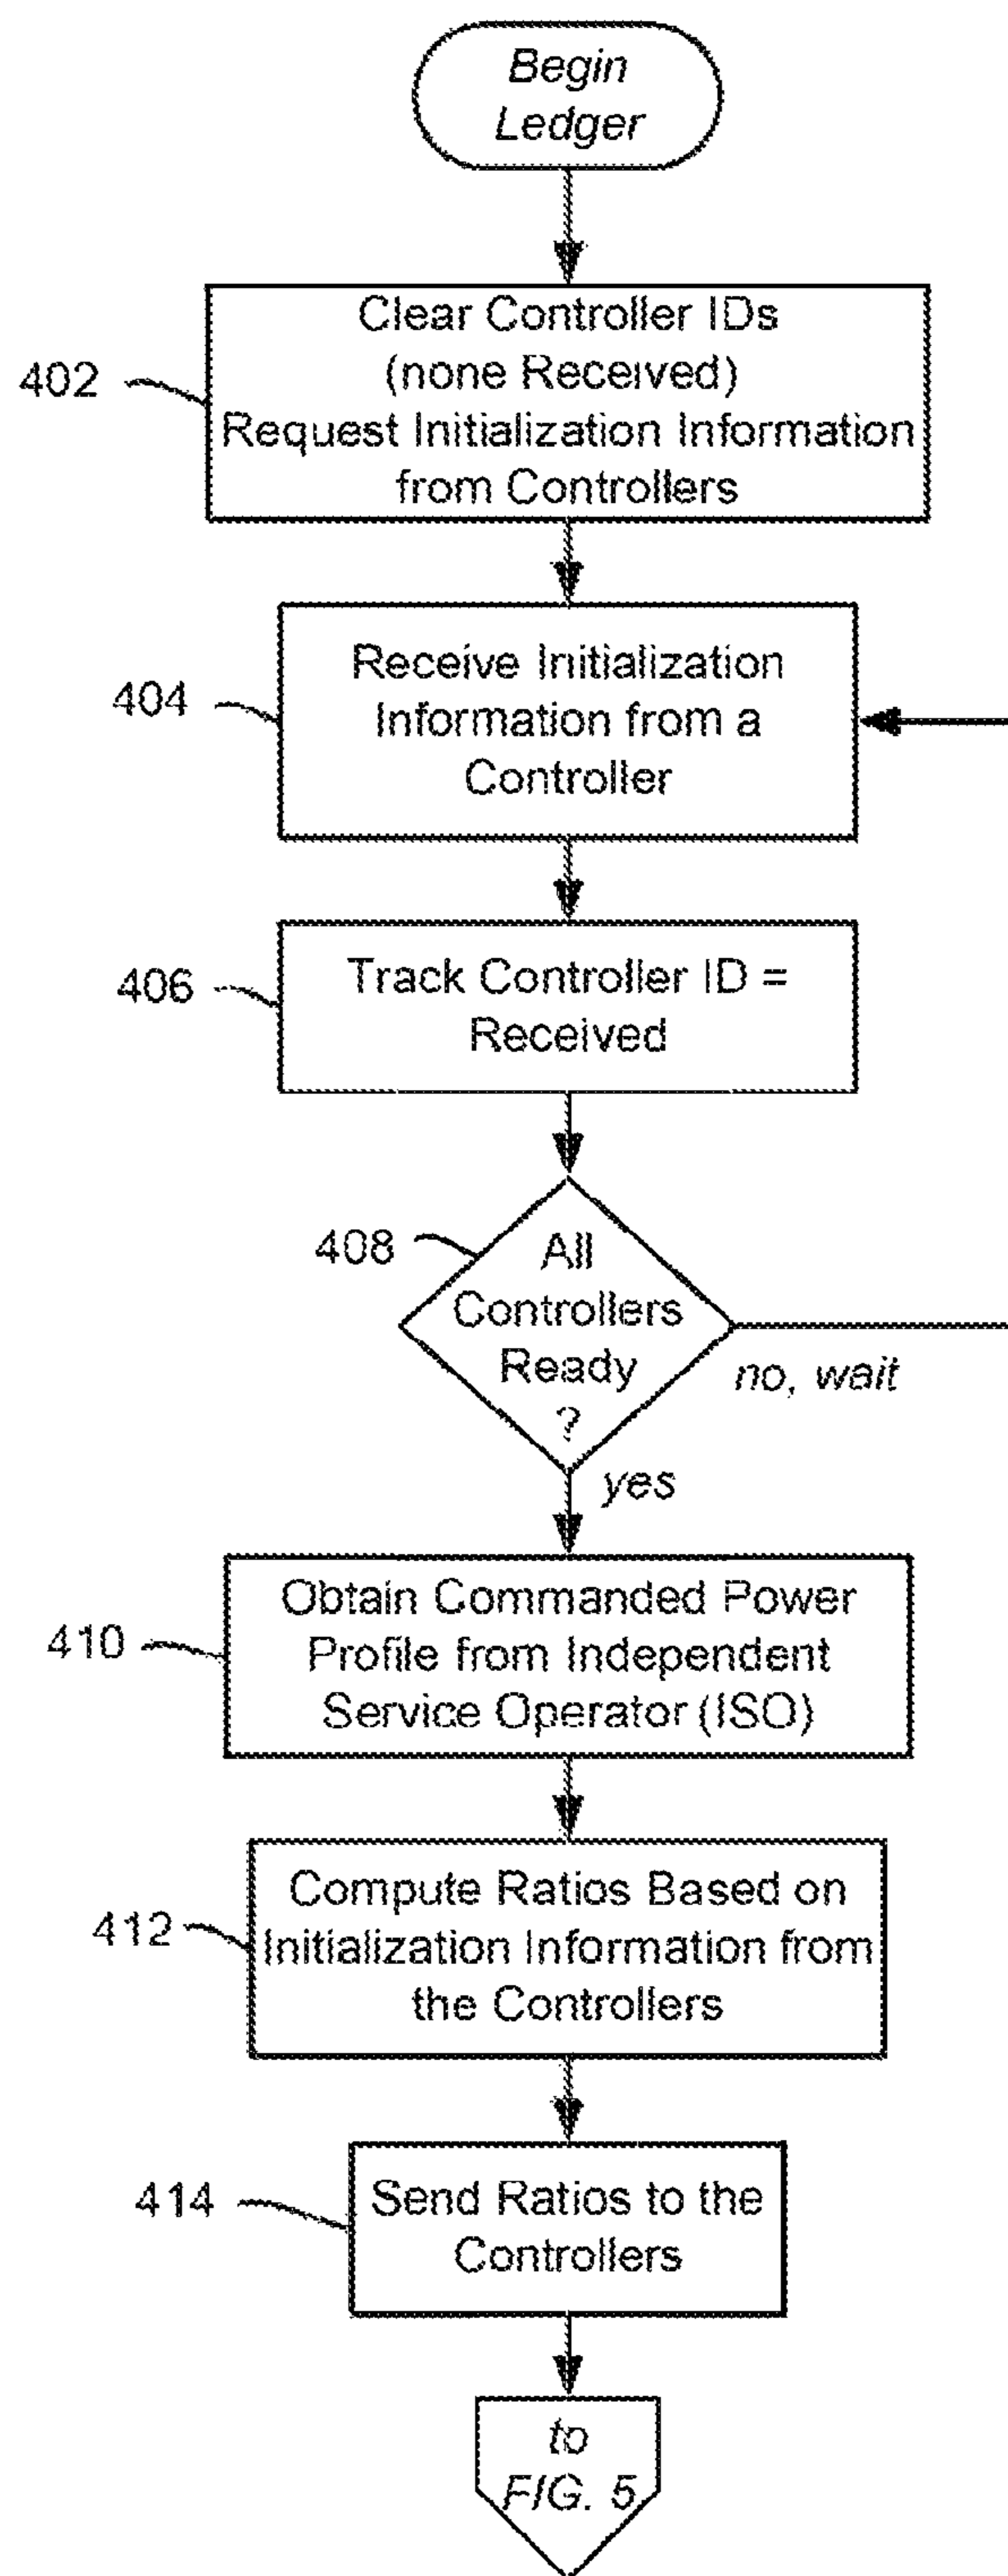 Begin
Ledger
402
Clear Controller IDs
(none Received)
Request Initialization Information
from Controllers
404
Receive Initialization
Information from a
Controller
406
Track Controller ID =
Received
408
All
Controllers
Ready
?
no, wait
yes
410
Obtain Commanded Power
Profile from Independent
Service Operator (ISO)
412
Compute Ratios Based on
Initialization Information from
the Controllers
414
Send Ratios to the
Controllers
to
FIG. 5